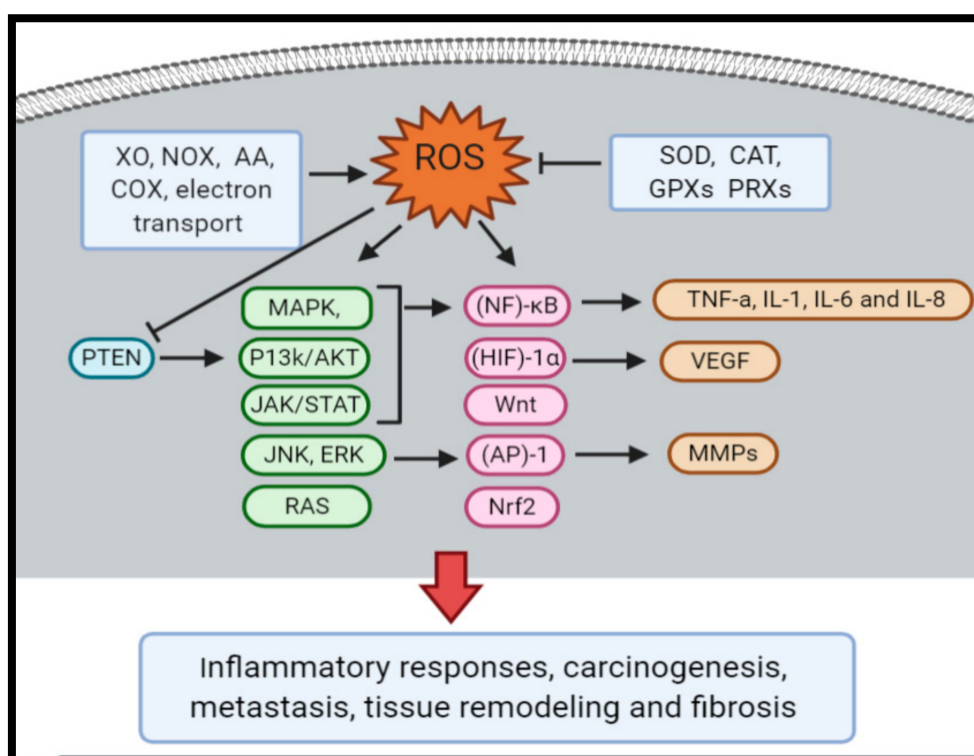 XO, NOX, AA,
COX, electron
transport
ROS
SOD, CAT,
GPXs PRXs
MAPK,
(NF)-κB
TNF-a, IL-1, IL-6 and IL-8
PTEN
P13k/AKT
(HIF)-1α
VEGF
JAK/STAT
Wnt
JNK, ERK
(AP)-1
MMPs
RAS
Nrf2
Inflammatory responses, carcinogenesis,
metastasis, tissue remodeling and fibrosis